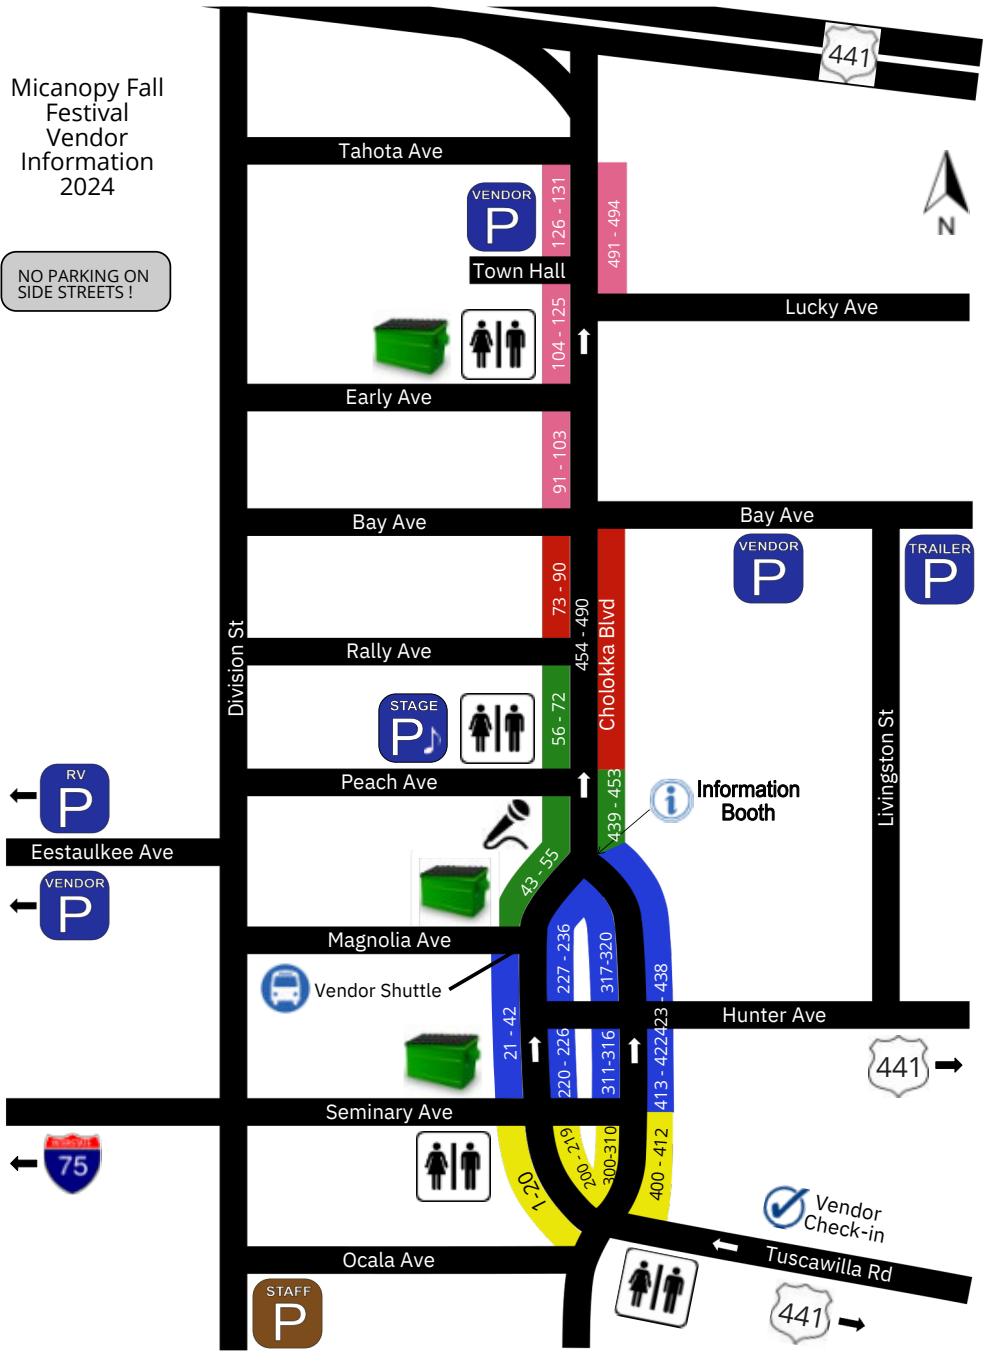 441
Micanopy Fall
Festival
Vendor
Information
2024
Tahota Ave
VENDOR
P
126 - 131
491 - 494
N
NO PARKING ON
SIDE STREETS !
Town Hall
Lucky Ave
104 - 125
Early Ave
91 - 103
Bay Ave
Bay Ave
VENDOR
P
TRAILER
P
73 - 90
454 - 490
Cholokka Blvd
Division St
Rally Ave
STAGE
P
56 - 72
Livingston St
RV
P
Peach Ave
439 - 453
Information
Booth
Eestaulkee Ave
43 - 55
VENDOR
P
Magnolia Ave
227 - 236
317-320
423 - 438
Vendor Shuttle
Hunter Ave
21 - 42
220 - 226
311-316
413 - 422
441
Seminary Ave
INTERSTATE
75
1-20
200 - 219
300-310
400 - 412
Vendor
Check-in
Ocala Ave
Tuscawilla Rd
STAFF
P
441